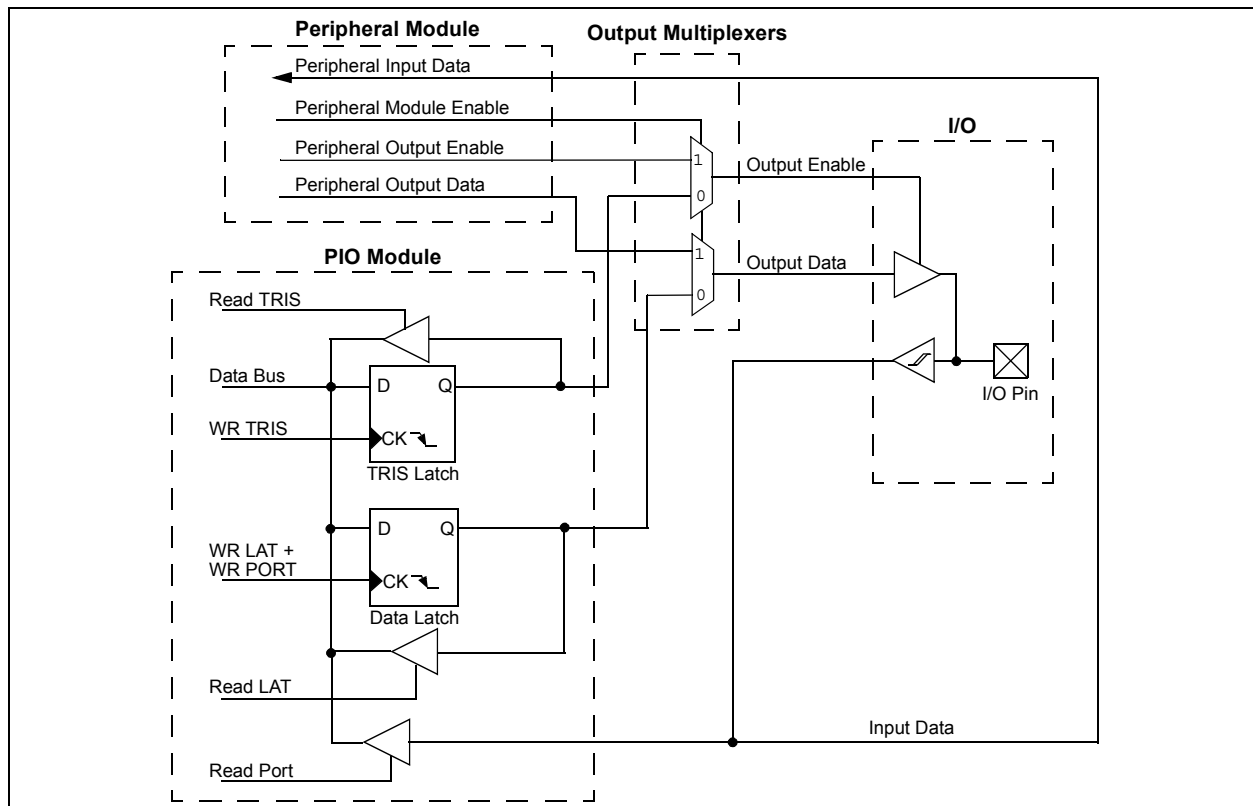 Peripheral Module
Output Multiplexers
Peripheral Input Data
Peripheral Module Enable
Peripheral Output Enable
Peripheral Output Data
1
0
Output Enable
1
0
Output Data
I/O
I/O Pin
PIO Module
Read TRIS
Data Bus
D
Q
WR TRIS
CK
TRIS Latch
D
Q
WR LAT +
WR PORT
CK
Data Latch
Read LAT
Input Data
Read Port